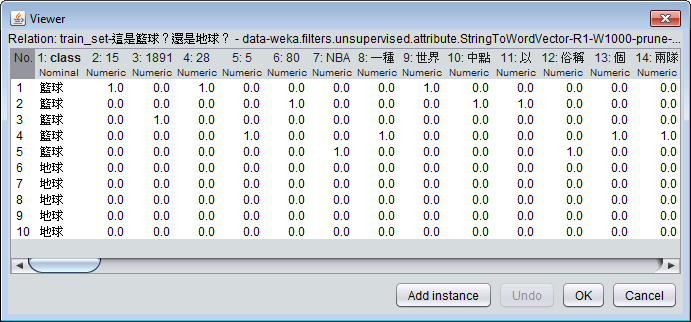 Viewer
Relation: train_set-這是籃球？還是地球？ - data-weka.filters.unsupervised.attribute.StringToWordVector-R1-W1000-prune-...
No. 1: class 2: 15 3: 1891 4: 28 5: 5 6: 80 7: NBA 8: 一種 9: 世界 10: 中點 11: 以 12: 俗稱 13: 個 14: 兩隊
Nominal Numeric Numeric Numeric Numeric Numeric Numeric Numeric Numeric Numeric Numeric Numeric Numeric Numeric
1 籃球 1.0 0.0 1.0 0.0 0.0 0.0 0.0 1.0 0.0 0.0 0.0 0.0 0.0
2 籃球 0.0 0.0 0.0 0.0 1.0 0.0 0.0 0.0 1.0 1.0 0.0 0.0 0.0
3 籃球 0.0 1.0 0.0 0.0 0.0 0.0 0.0 0.0 0.0 0.0 0.0 0.0 0.0
4 籃球 0.0 0.0 0.0 1.0 0.0 0.0 1.0 0.0 0.0 0.0 0.0 1.0 1.0
5 籃球 0.0 0.0 0.0 0.0 0.0 1.0 0.0 0.0 0.0 0.0 1.0 0.0 0.0
6 地球 0.0 0.0 0.0 0.0 0.0 0.0 0.0 0.0 0.0 0.0 0.0 0.0 0.0
7 地球 0.0 0.0 0.0 0.0 0.0 0.0 0.0 0.0 0.0 0.0 0.0 0.0 0.0
8 地球 0.0 0.0 0.0 0.0 0.0 0.0 0.0 0.0 0.0 0.0 0.0 0.0 0.0
9 地球 0.0 0.0 0.0 0.0 0.0 0.0 0.0 0.0 0.0 0.0 0.0 0.0 0.0
10 地球 0.0 0.0 0.0 0.0 0.0 0.0 0.0 0.0 0.0 0.0 0.0 0.0 0.0
Add instance Undo OK Cancel